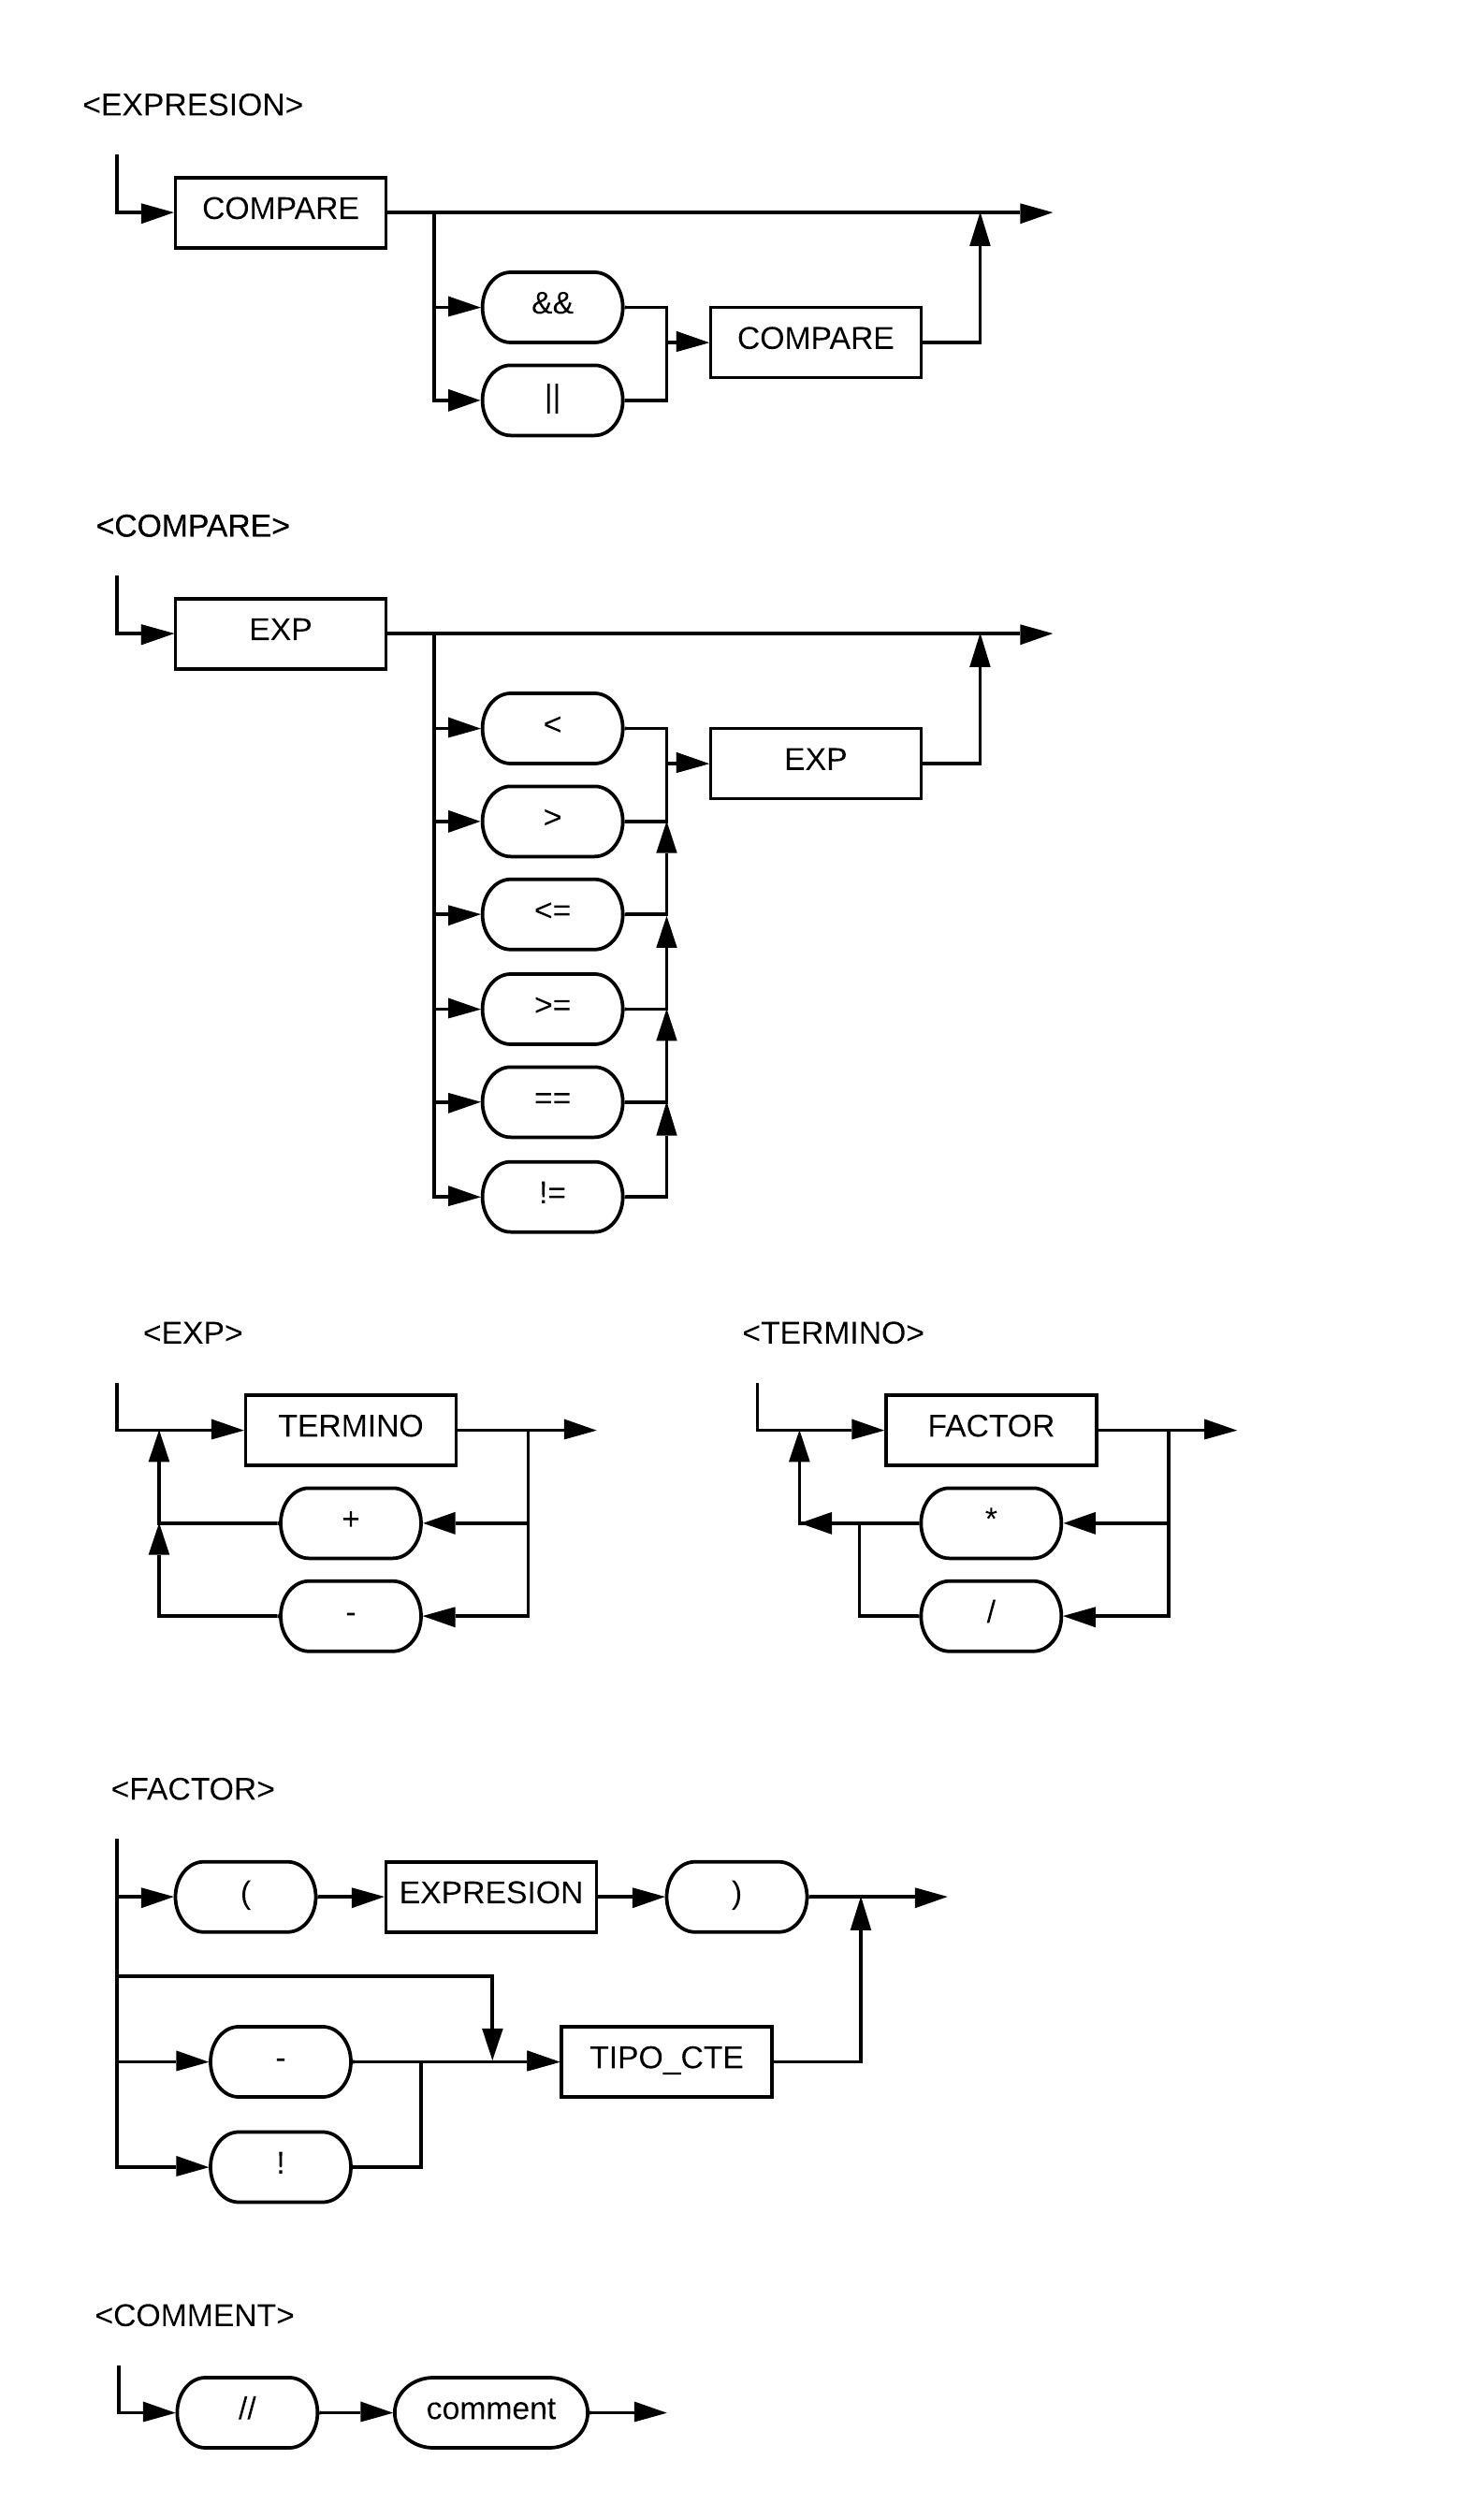 <EXPRESION>
COMPARE
&&
COMPARE
||
<COMPARE>
EXP
<
EXP
>
<=
>=
==
!=
<EXP>
TERMINO
+
-
<TERMINO>
FACTOR
*
/
<FACTOR>
(
EXPRESION
)
-
TIPO_CTE
!
<COMMENT>
//
comment